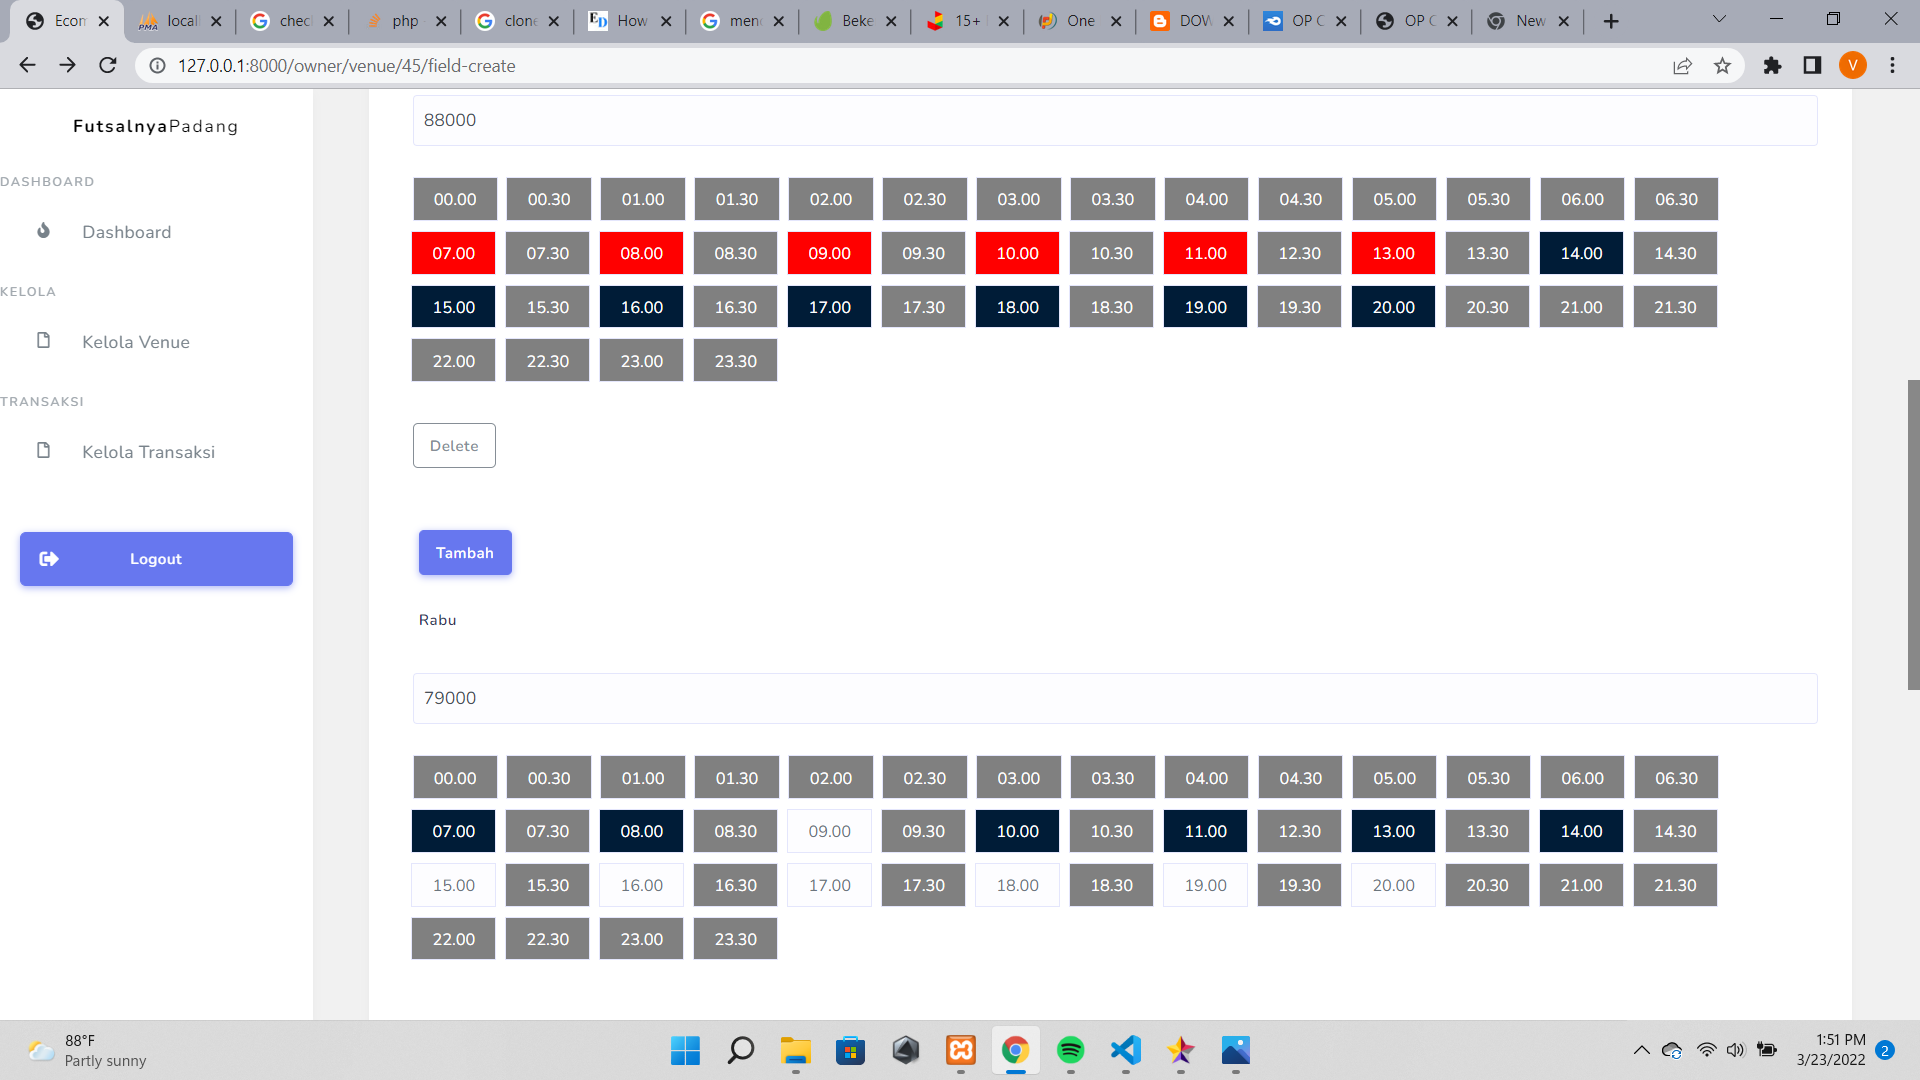 Ecom
locall
chec
php
clone
How
menc
Beke
15+
One
DOW
OP C
OP C
New
127.0.0.1:8000/owner/venue/45/field-create
V
FutsalnyaPadang
DASHBOARD
Dashboard
KELOLA
Kelola Venue
TRANSAKSI
Kelola Transaksi
Logout
88000
00.00 00.30 01.00 01.30 02.00 02.30 03.00 03.30 04.00 04.30 05.00 05.30 06.00 06.30
07.00 07.30 08.00 08.30 09.00 09.30 10.00 10.30 11.00 12.30 13.00 13.30 14.00 14.30
15.00 15.30 16.00 16.30 17.00 17.30 18.00 18.30 19.00 19.30 20.00 20.30 21.00 21.30
22.00 22.30 23.00 23.30
Delete
Tambah
Rabu
79000
00.00 00.30 01.00 01.30 02.00 02.30 03.00 03.30 04.00 04.30 05.00 05.30 06.00 06.30
07.00 07.30 08.00 08.30 09.00 09.30 10.00 10.30 11.00 12.30 13.00 13.30 14.00 14.30
15.00 15.30 16.00 16.30 17.00 17.30 18.00 18.30 19.00 19.30 20.00 20.30 21.00 21.30
22.00 22.30 23.00 23.30
88°F
Partly sunny
1:51 PM
3/23/2022
2